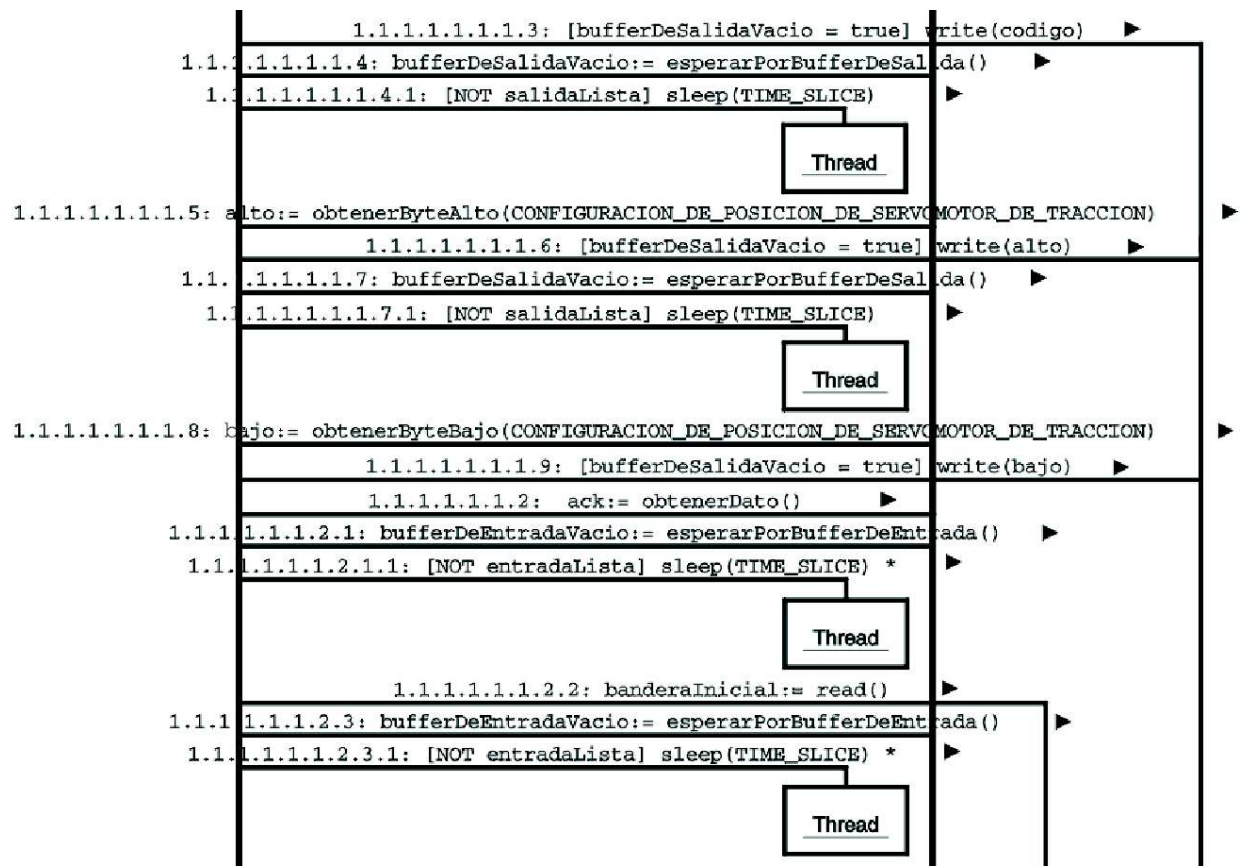 1.1.1.1.1.1.1.3: [bufferDeSalidaVacio = true] write(codigo)
1.1.1.1.1.1.1.4: bufferDeSalidaVacio:= esperarPorBufferDeSalida()
1.1.1.1.1.1.1.4.1: [NOT salidaLista] sleep(TIME_SLICE)
Thread
1.1.1.1.1.1.1.5: alto:= obtenerByteAlto(CONFIGURACION_DE_POSICION_DE_SERVOMOTOR_DE_TRACCION)
1.1.1.1.1.1.1.6: [bufferDeSalidaVacio = true] write(alto)
1.1.1.1.1.1.1.7: bufferDeSalidaVacio:= esperarPorBufferDeSalida()
1.1.1.1.1.1.1.7.1: [NOT salidaLista] sleep(TIME_SLICE)
Thread
1.1.1.1.1.1.1.8: bajo:= obtenerByteBajo(CONFIGURACION_DE_POSICION_DE_SERVOMOTOR_DE_TRACCION)
1.1.1.1.1.1.1.9: [bufferDeSalidaVacio = true] write(bajo)
1.1.1.1.1.1.2: ack:= obtenerDato()
1.1.1.1.1.1.2.1: bufferDeEntradaVacio:= esperarPorBufferDeEntrada()
1.1.1.1.1.1.2.1.1: [NOT entradaLista] sleep(TIME_SLICE) *
Thread
1.1.1.1.1.1.2.2: banderaInicial:= read()
1.1.1.1.1.1.2.3: bufferDeEntradaVacio:= esperarPorBufferDeEntrada()
1.1.1.1.1.1.2.3.1: [NOT entradaLista] sleep(TIME_SLICE) *
Thread